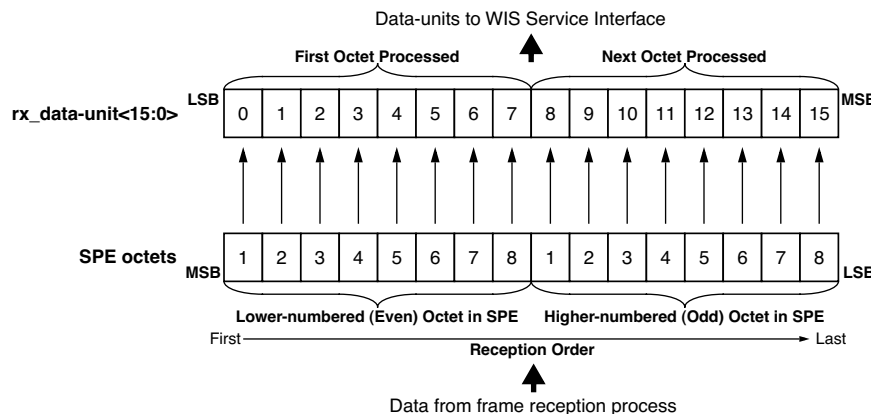 Data-units to WIS Service Interface
First Octet Processed Next Octet Processed
LSB MSB
rx_data-unit<15:0> 0 1 2 3 4 5 6 7 8 9 10 11 12 13 14 15
SPE octets 1 2 3 4 5 6 7 8 1 2 3 4 5 6 7 8
MSB LSB
Lower-numbered (Even) Octet in SPE Higher-numbered (Odd) Octet in SPE
First Last
Reception Order
Data from frame reception process